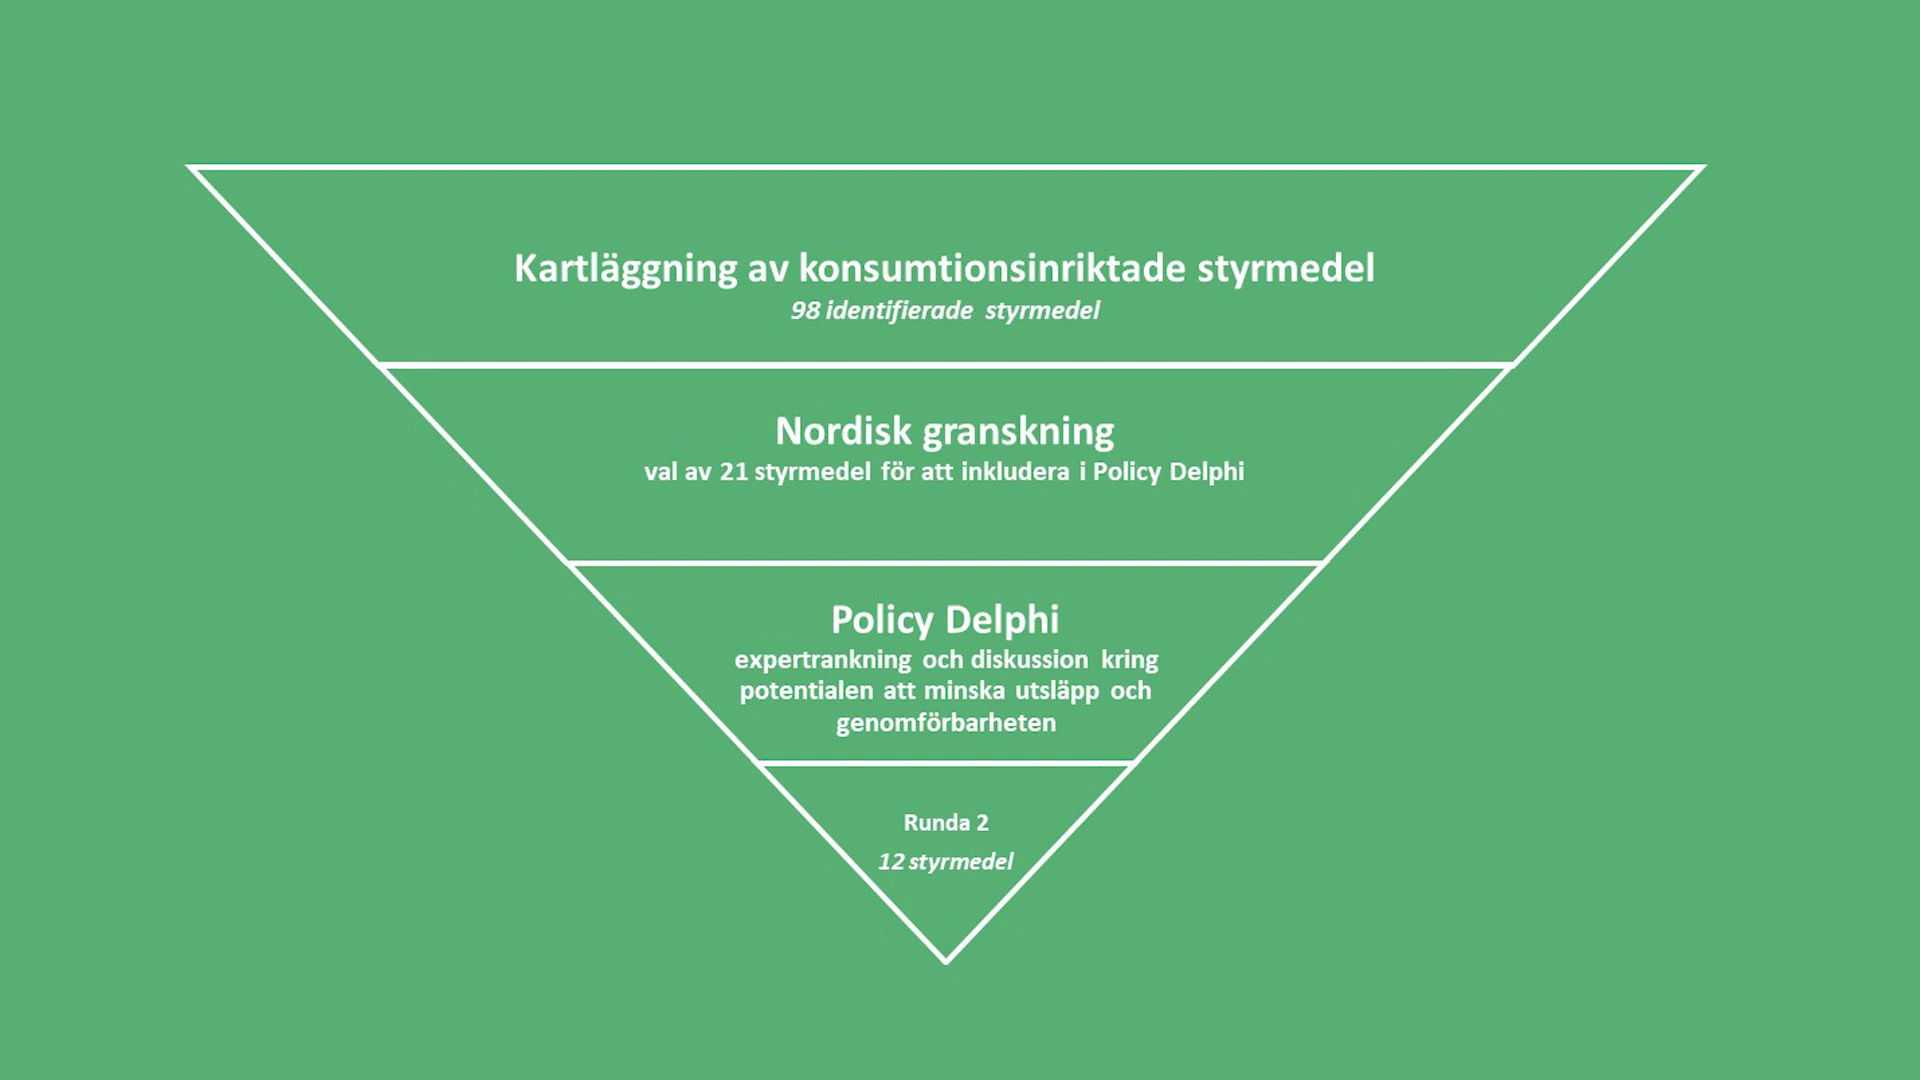 Kartläggning av konsumtionsinriktade styrmedel
98 identifierade styrmedel
Nordisk granskning
val av 21 styrmedel för att inkludera i Policy Delphi
Policy Delphi
expertrankning och diskussion kring
potentialen att minska utsläpp och
genomförbarheten
Runda 2
12 styrmedel